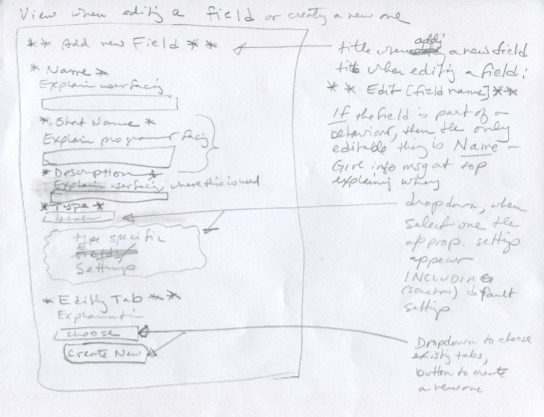 View when editing a field or creating a new one
** Add new Field **
* Name *
Explain user facing
* Short Name *
Explain programmer facing
* Description *
Explain user facing, where this is used
* Type *
type specific
fields
Settings
* Editing Tab **
Explanation
choose
Create New
title when adding a new field
title when editing a field:
** Edit [field name] **
If the field is part of a
behaviour, then the only
editable thing is Name -
Give info msg at top
explaining why
dropdown, when
select one the
approp. settings
appear
INCLUDING
(sometimes) default
settings
Dropdown to choose
existing tabs,
button to create
a new one